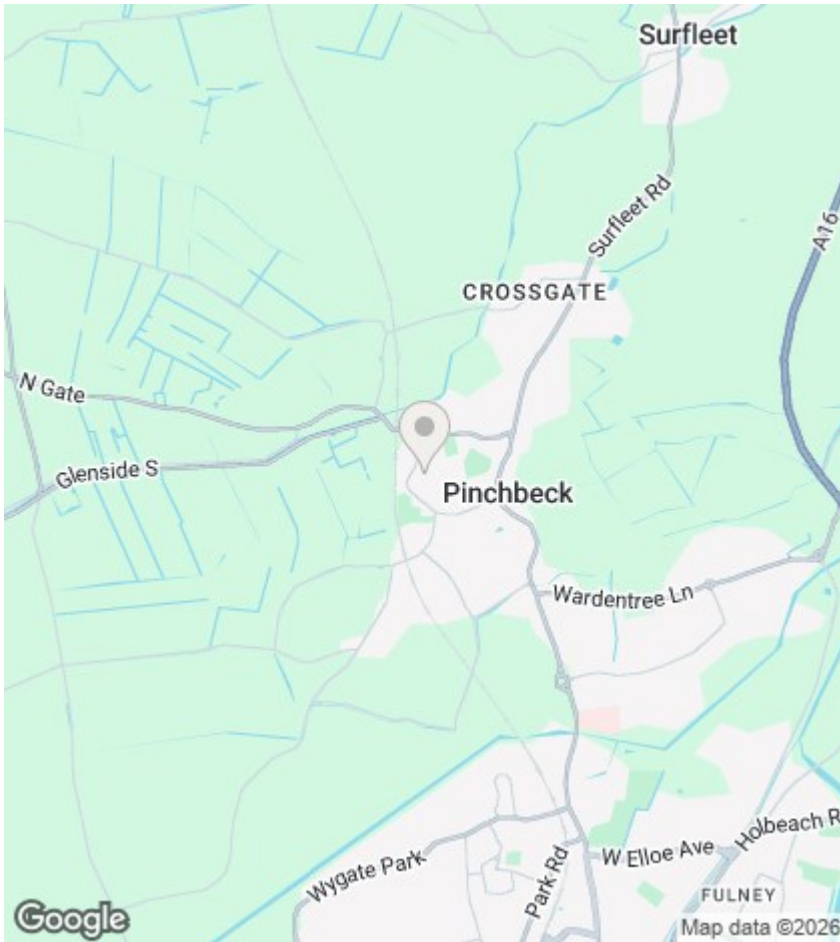 Surfleet
Surfleet Rd
A16
CROSSGATE
N Gate
Glenside S
Pinchbeck
Wardentree Ln
Holbeach R
W Elloe Ave
Wygate Park
Park Rd
FULNEY
Google
Map data ©2026